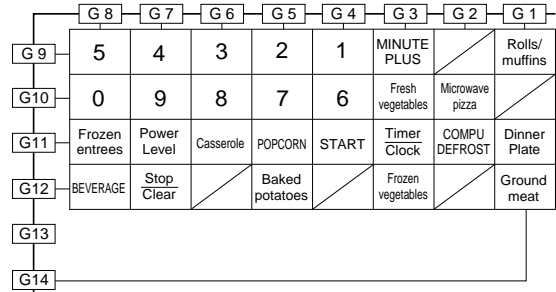 G 8 G 7 G 6 G 5 G 4 G 3 G 2 G 1
G 9 5 4 3 2 1 MINUTE PLUS Rolls/ muffins
G10 0 9 8 7 6 Fresh vegetables Microwave pizza
G11 Frozen entrees Power Level Casserole POPCORN START Timer Clock COMPU DEFROST Dinner Plate
G12 BEVERAGE Stop Clear Baked potatoes Frozen vegetables Ground meat
G13
G14